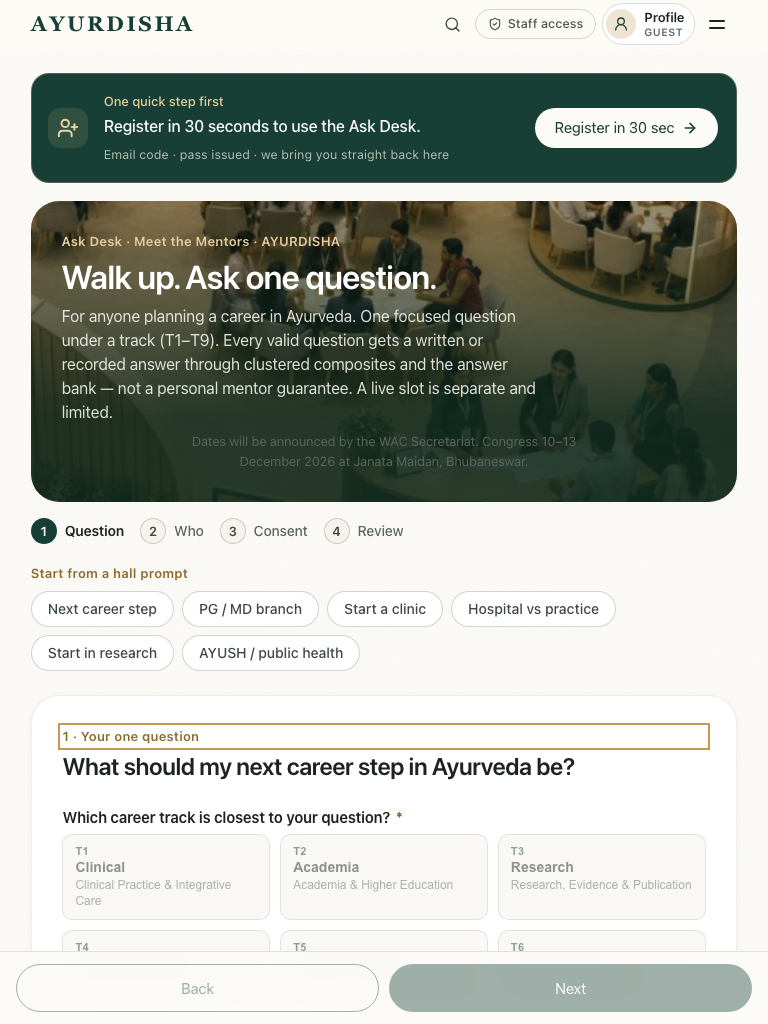 AYURDISHA
Staff access
Profile
GUEST
One quick step first
Register in 30 seconds to use the Ask Desk.
Email code · pass issued · we bring you straight back here
Register in 30 sec →
Ask Desk · Meet the Mentors · AYURDISHA
Walk up. Ask one question.
For anyone planning a career in Ayurveda. One focused question
under a track (T1–T9). Every valid question gets a written or
recorded answer through clustered composites and the answer
bank — not a personal mentor guarantee. A live slot is separate and
limited.
Dates will be announced by the WAC Secretariat. Congress 10–13
December 2026 at Janata Maidan, Bhubaneswar.
1 Question 2 Who 3 Consent 4 Review
Start from a hall prompt
Next career step PG / MD branch Start a clinic Hospital vs practice
Start in research AYUSH / public health
1 · Your one question
What should my next career step in Ayurveda be?
Which career track is closest to your question? *
T1
Clinical
Clinical Practice & Integrative
Care
T2
Academia
Academia & Higher Education
T3
Research
Research, Evidence & Publication
T4 T5 T6
Back Next